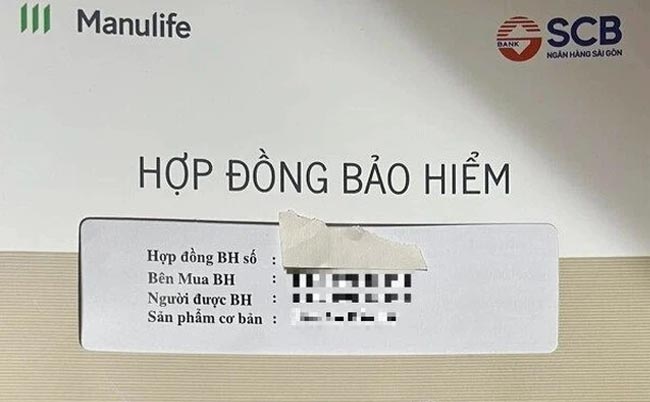 Manulife
SCB
BANK
NGÂN HÀNG SÀI GÒN
HỢP ĐỒNG BẢO HIỂM
Hợp đồng BH số :
Bên Mua BH :
Người được BH :
Sản phẩm cơ bản :